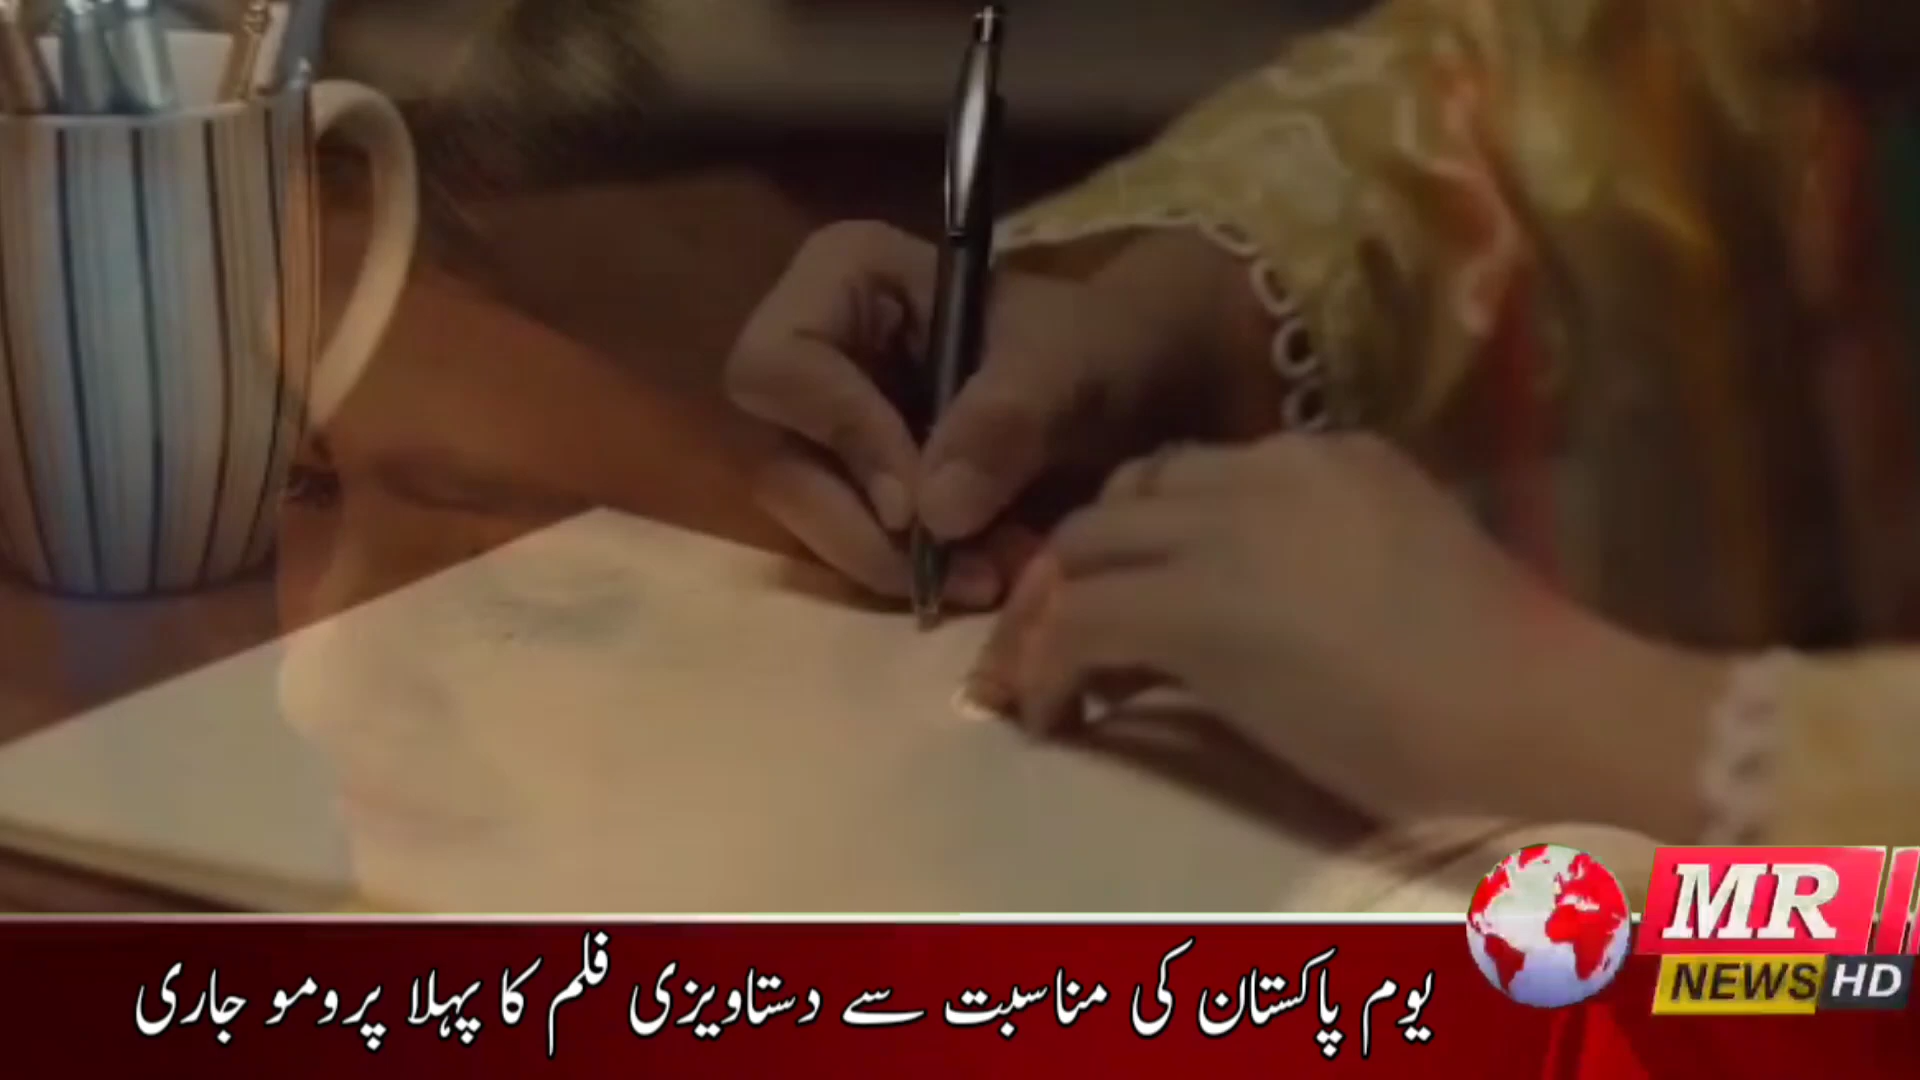 یوم پاکستان کی مناسبت سے دستاویزی فلم کا پہلا پرومو جاری
MR
NEWS HD